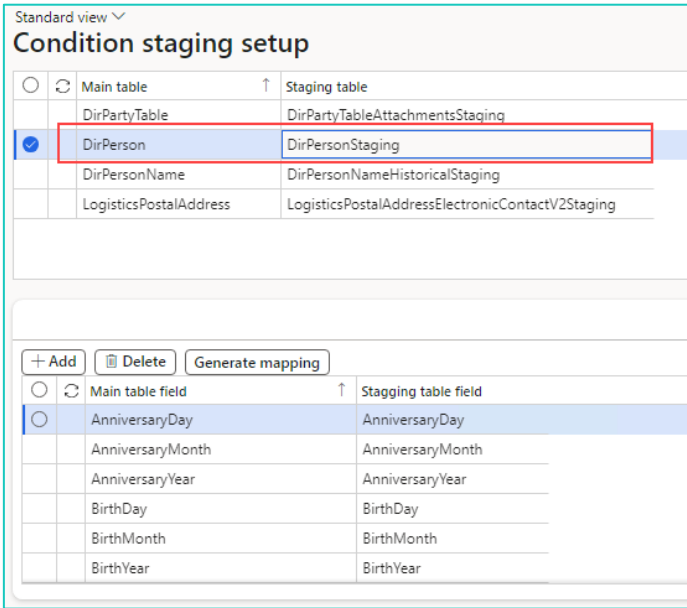 Standard view
Condition staging setup
Main table Staging table
DirPartyTable DirPartyTableAttachmentsStaging
DirPerson DirPersonStaging
DirPersonName DirPersonNameHistoricalStaging
LogisticsPostalAddress LogisticsPostalAddressElectronicContactV2Staging
Add Delete Generate mapping
Main table field Stagging table field
AnniversaryDay AnniversaryDay
AnniversaryMonth AnniversaryMonth
AnniversaryYear AnniversaryYear
BirthDay BirthDay
BirthMonth BirthMonth
BirthYear BirthYear